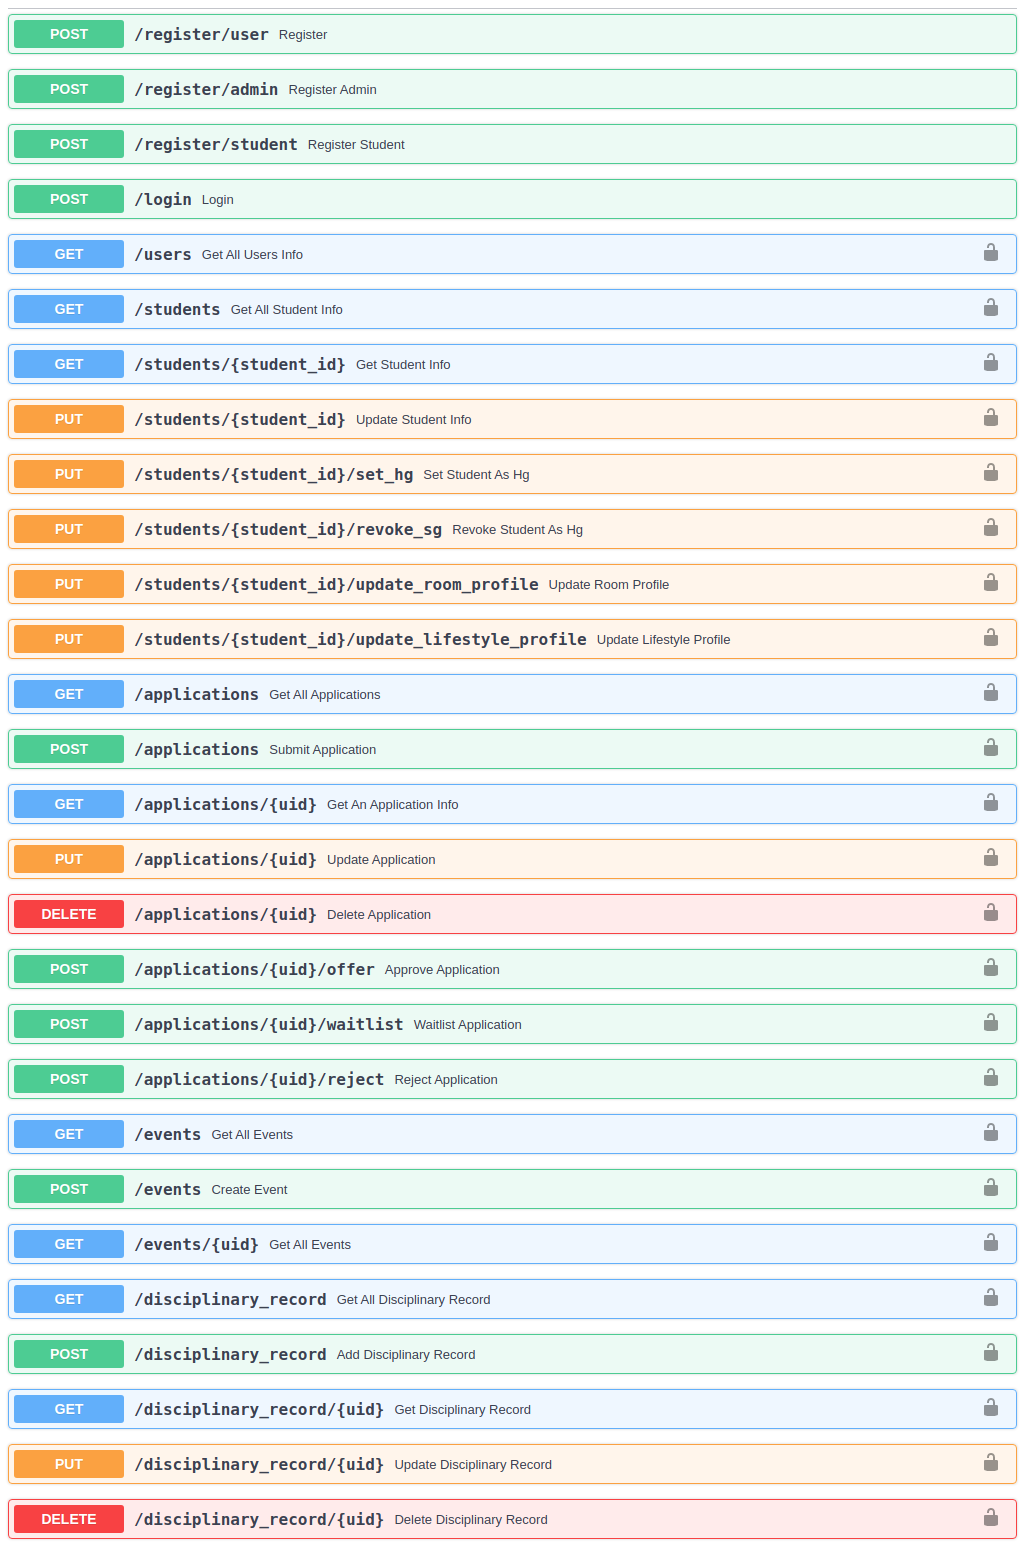 POST /register/user Register
POST /register/admin Register Admin
POST /register/student Register Student
POST /login Login
GET /users Get All Users Info
GET /students Get All Student Info
GET /students/{student_id} Get Student Info
PUT /students/{student_id} Update Student Info
PUT /students/{student_id}/set_hg Set Student As Hg
PUT /students/{student_id}/revoke_sg Revoke Student As Hg
PUT /students/{student_id}/update_room_profile Update Room Profile
PUT /students/{student_id}/update_lifestyle_profile Update Lifestyle Profile
GET /applications Get All Applications
POST /applications Submit Application
GET /applications/{uid} Get An Application Info
PUT /applications/{uid} Update Application
DELETE /applications/{uid} Delete Application
POST /applications/{uid}/offer Approve Application
POST /applications/{uid}/waitlist Waitlist Application
POST /applications/{uid}/reject Reject Application
GET /events Get All Events
POST /events Create Event
GET /events/{uid} Get All Events
GET /disciplinary_record Get All Disciplinary Record
POST /disciplinary_record Add Disciplinary Record
GET /disciplinary_record/{uid} Get Disciplinary Record
PUT /disciplinary_record/{uid} Update Disciplinary Record
DELETE /disciplinary_record/{uid} Delete Disciplinary Record